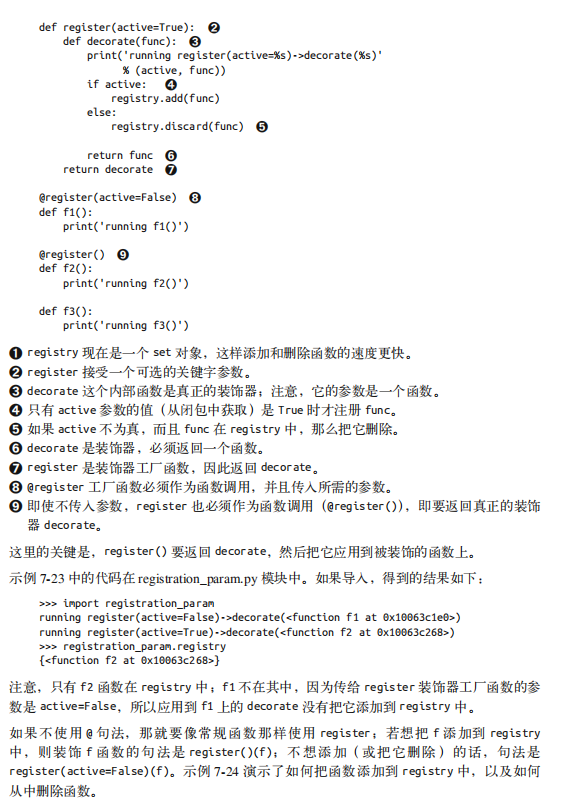 def register(active=True): ❷
    def decorate(func): ❸
        print('running register(active=%s)->decorate(%s)'
              % (active, func))
        if active: ❹
            registry.add(func)
        else:
            registry.discard(func) ❺
        return func ❻
    return decorate ❼
@register(active=False) ❽
def f1():
    print('running f1()')
@register() ❾
def f2():
    print('running f2()')
def f3():
    print('running f3()')
❶ registry 现在是一个 set 对象，这样添加和删除函数的速度更快。
❷ register 接受一个可选的关键字参数。
❸ decorate 这个内部函数是真正的装饰器；注意，它的参数是一个函数。
❹ 只有 active 参数的值（从闭包中获取）是 True 时才注册 func。
❺ 如果 active 不为真，而且 func 在 registry 中，那么把它删除。
❻ decorate 是装饰器，必须返回一个函数。
❼ register 是装饰器工厂函数，因此返回 decorate。
❽ @register 工厂函数必须作为函数调用，并且传入所需的参数。
❾ 即使不传入参数，register 也必须作为函数调用（@register()），即要返回真正的装饰
器 decorate。
这里的关键是，register() 要返回 decorate，然后把它应用到被装饰的函数上。
示例 7-23 中的代码在 registration_param.py 模块中。如果导入，得到的结果如下：
>>> import registration_param
running register(active=False)->decorate(<function f1 at 0x10063c1e0>)
running register(active=True)->decorate(<function f2 at 0x10063c268>)
>>> registration_param.registry
{<function f2 at 0x10063c268>}
注意，只有 f2 函数在 registry 中；f1 不在其中，因为传给 register 装饰器工厂函数的参
数是 active=False，所以应用到 f1 上的 decorate 没有把它添加到 registry 中。
如果不使用 @ 句法，那就要像常规函数那样使用 register；若想把 f 添加到 registry
中，则装饰 f 函数的句法是 register()(f)；不想添加（或把它删除）的话，句法是
register(active=False)(f)。示例 7-24 演示了如何把函数添加到 registry 中，以及如何
从中删除函数。